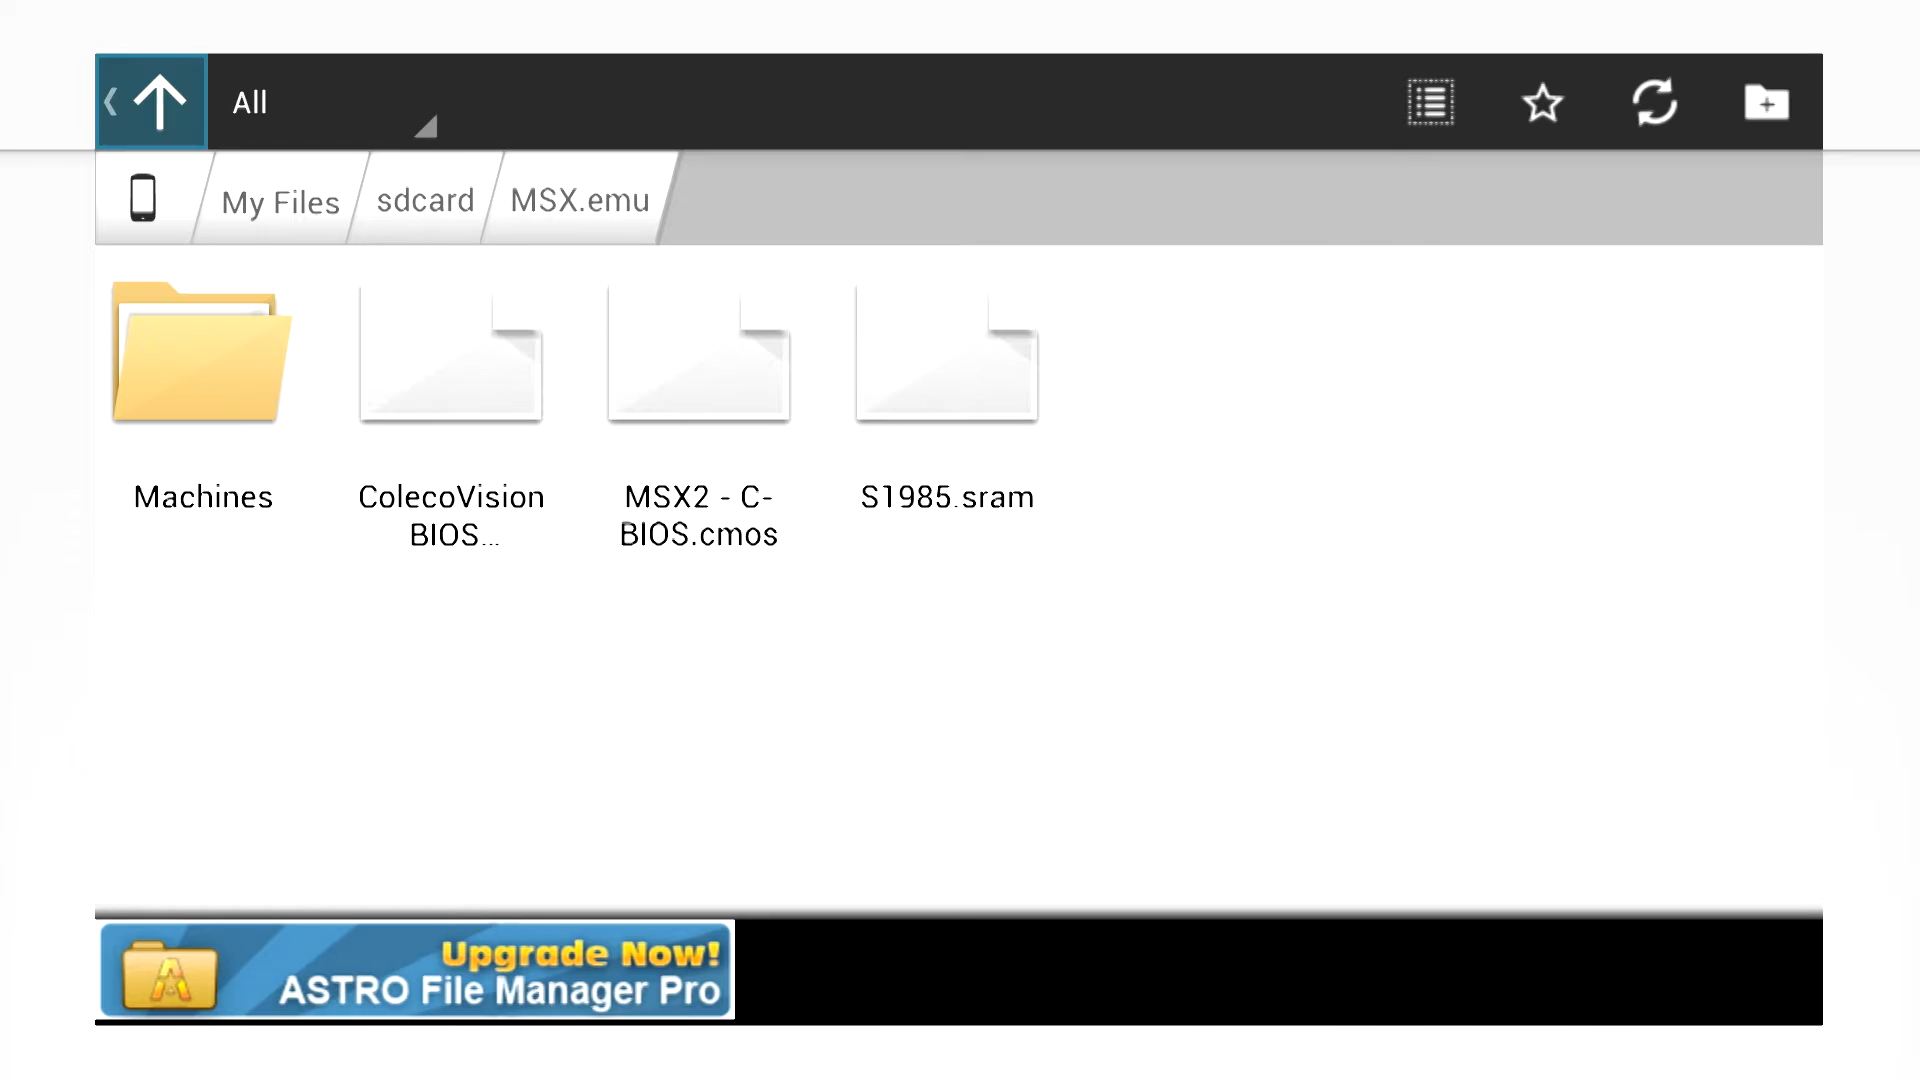 All
My Files
sdcard
MSX.emu
Machines
ColecoVision
BIOS...
MSX2 - C-
BIOS.cmos
S1985.sram
Upgrade Now!
ASTRO File Manager Pro